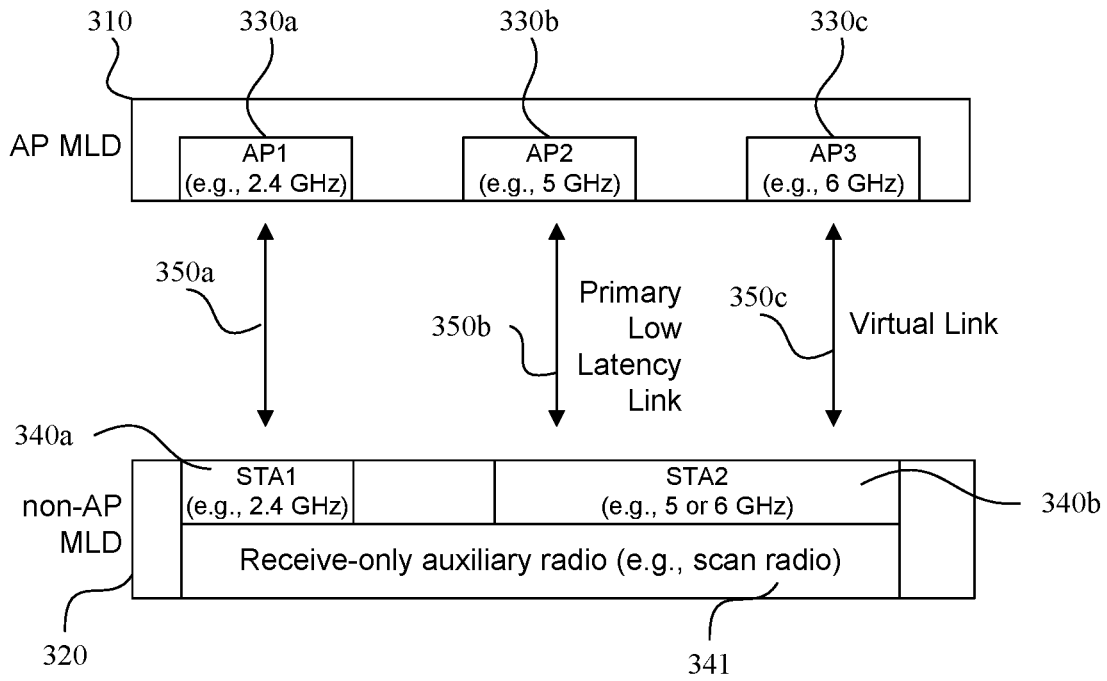 310
330a
330b
330c
AP MLD
AP1
(e.g., 2.4 GHz)
AP2
(e.g., 5 GHz)
AP3
(e.g., 6 GHz)
350a
350b
Primary
Low
Latency
Link
350c
Virtual Link
340a
non-AP
MLD
STA1
(e.g., 2.4 GHz)
STA2
(e.g., 5 or 6 GHz)
340b
Receive-only auxiliary radio (e.g., scan radio)
320
341